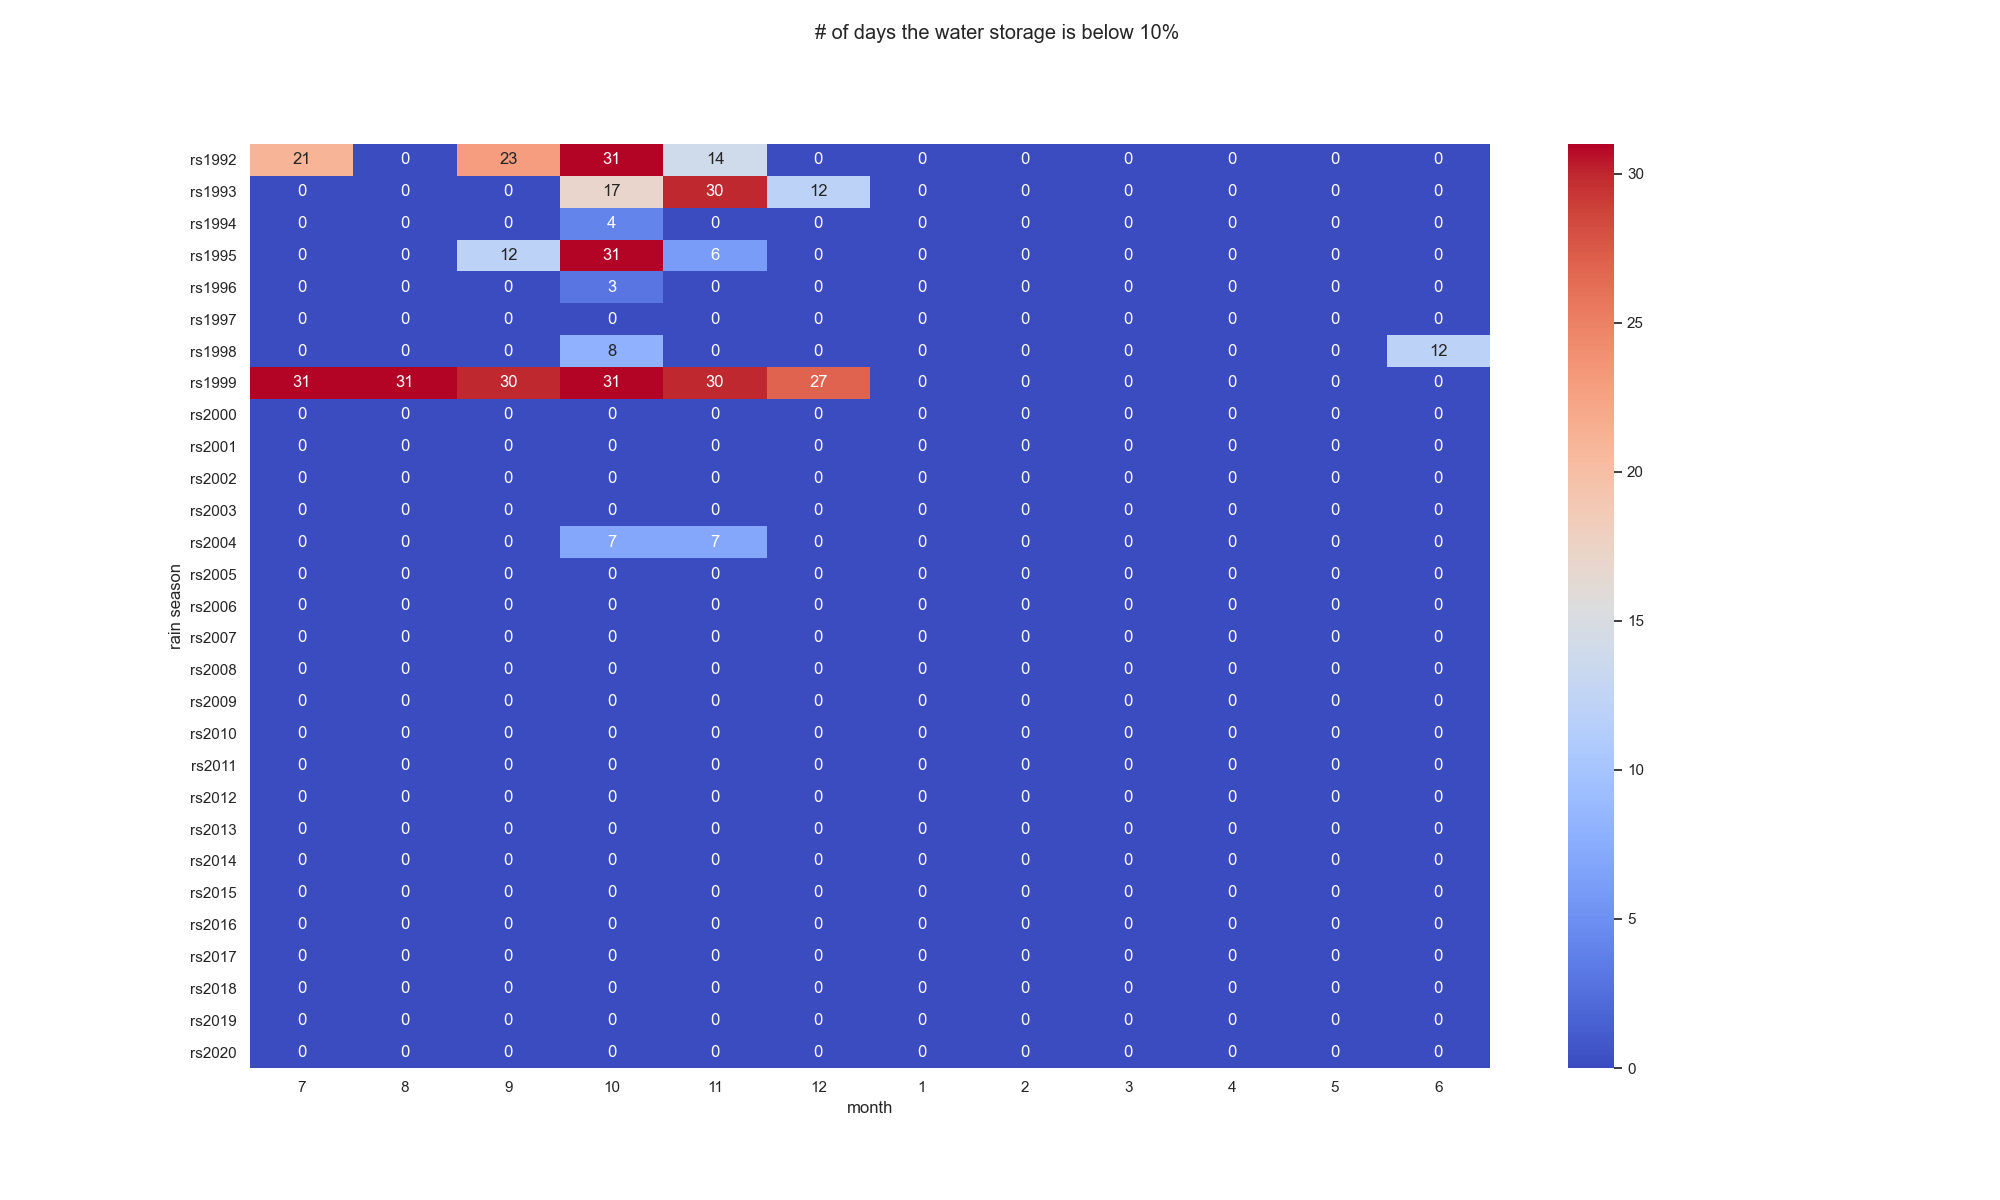 # of days the water storage is below 10%
rs1992 21 0 23 31 14 0 0 0 0 0 0 0
rs1993 0 0 0 17 30 12 0 0 0 0 0 0
rs1994 0 0 0 4 0 0 0 0 0 0 0 0
rs1995 0 0 12 31 6 0 0 0 0 0 0 0
rs1996 0 0 0 3 0 0 0 0 0 0 0 0
rs1997 0 0 0 0 0 0 0 0 0 0 0 0
rs1998 0 0 0 8 0 0 0 0 0 0 0 12
rs1999 31 31 30 31 30 27 0 0 0 0 0 0
rs2000 0 0 0 0 0 0 0 0 0 0 0 0
rs2001 0 0 0 0 0 0 0 0 0 0 0 0
rs2002 0 0 0 0 0 0 0 0 0 0 0 0
rs2003 0 0 0 0 0 0 0 0 0 0 0 0
rs2004 0 0 0 7 7 0 0 0 0 0 0 0
rs2005 0 0 0 0 0 0 0 0 0 0 0 0
rs2006 0 0 0 0 0 0 0 0 0 0 0 0
rs2007 0 0 0 0 0 0 0 0 0 0 0 0
rs2008 0 0 0 0 0 0 0 0 0 0 0 0
rs2009 0 0 0 0 0 0 0 0 0 0 0 0
rs2010 0 0 0 0 0 0 0 0 0 0 0 0
rs2011 0 0 0 0 0 0 0 0 0 0 0 0
rs2012 0 0 0 0 0 0 0 0 0 0 0 0
rs2013 0 0 0 0 0 0 0 0 0 0 0 0
rs2014 0 0 0 0 0 0 0 0 0 0 0 0
rs2015 0 0 0 0 0 0 0 0 0 0 0 0
rs2016 0 0 0 0 0 0 0 0 0 0 0 0
rs2017 0 0 0 0 0 0 0 0 0 0 0 0
rs2018 0 0 0 0 0 0 0 0 0 0 0 0
rs2019 0 0 0 0 0 0 0 0 0 0 0 0
rs2020 0 0 0 0 0 0 0 0 0 0 0 0
7 8 9 10 11 12 1 2 3 4 5 6
month
rain season
30
25
20
15
10
5
0